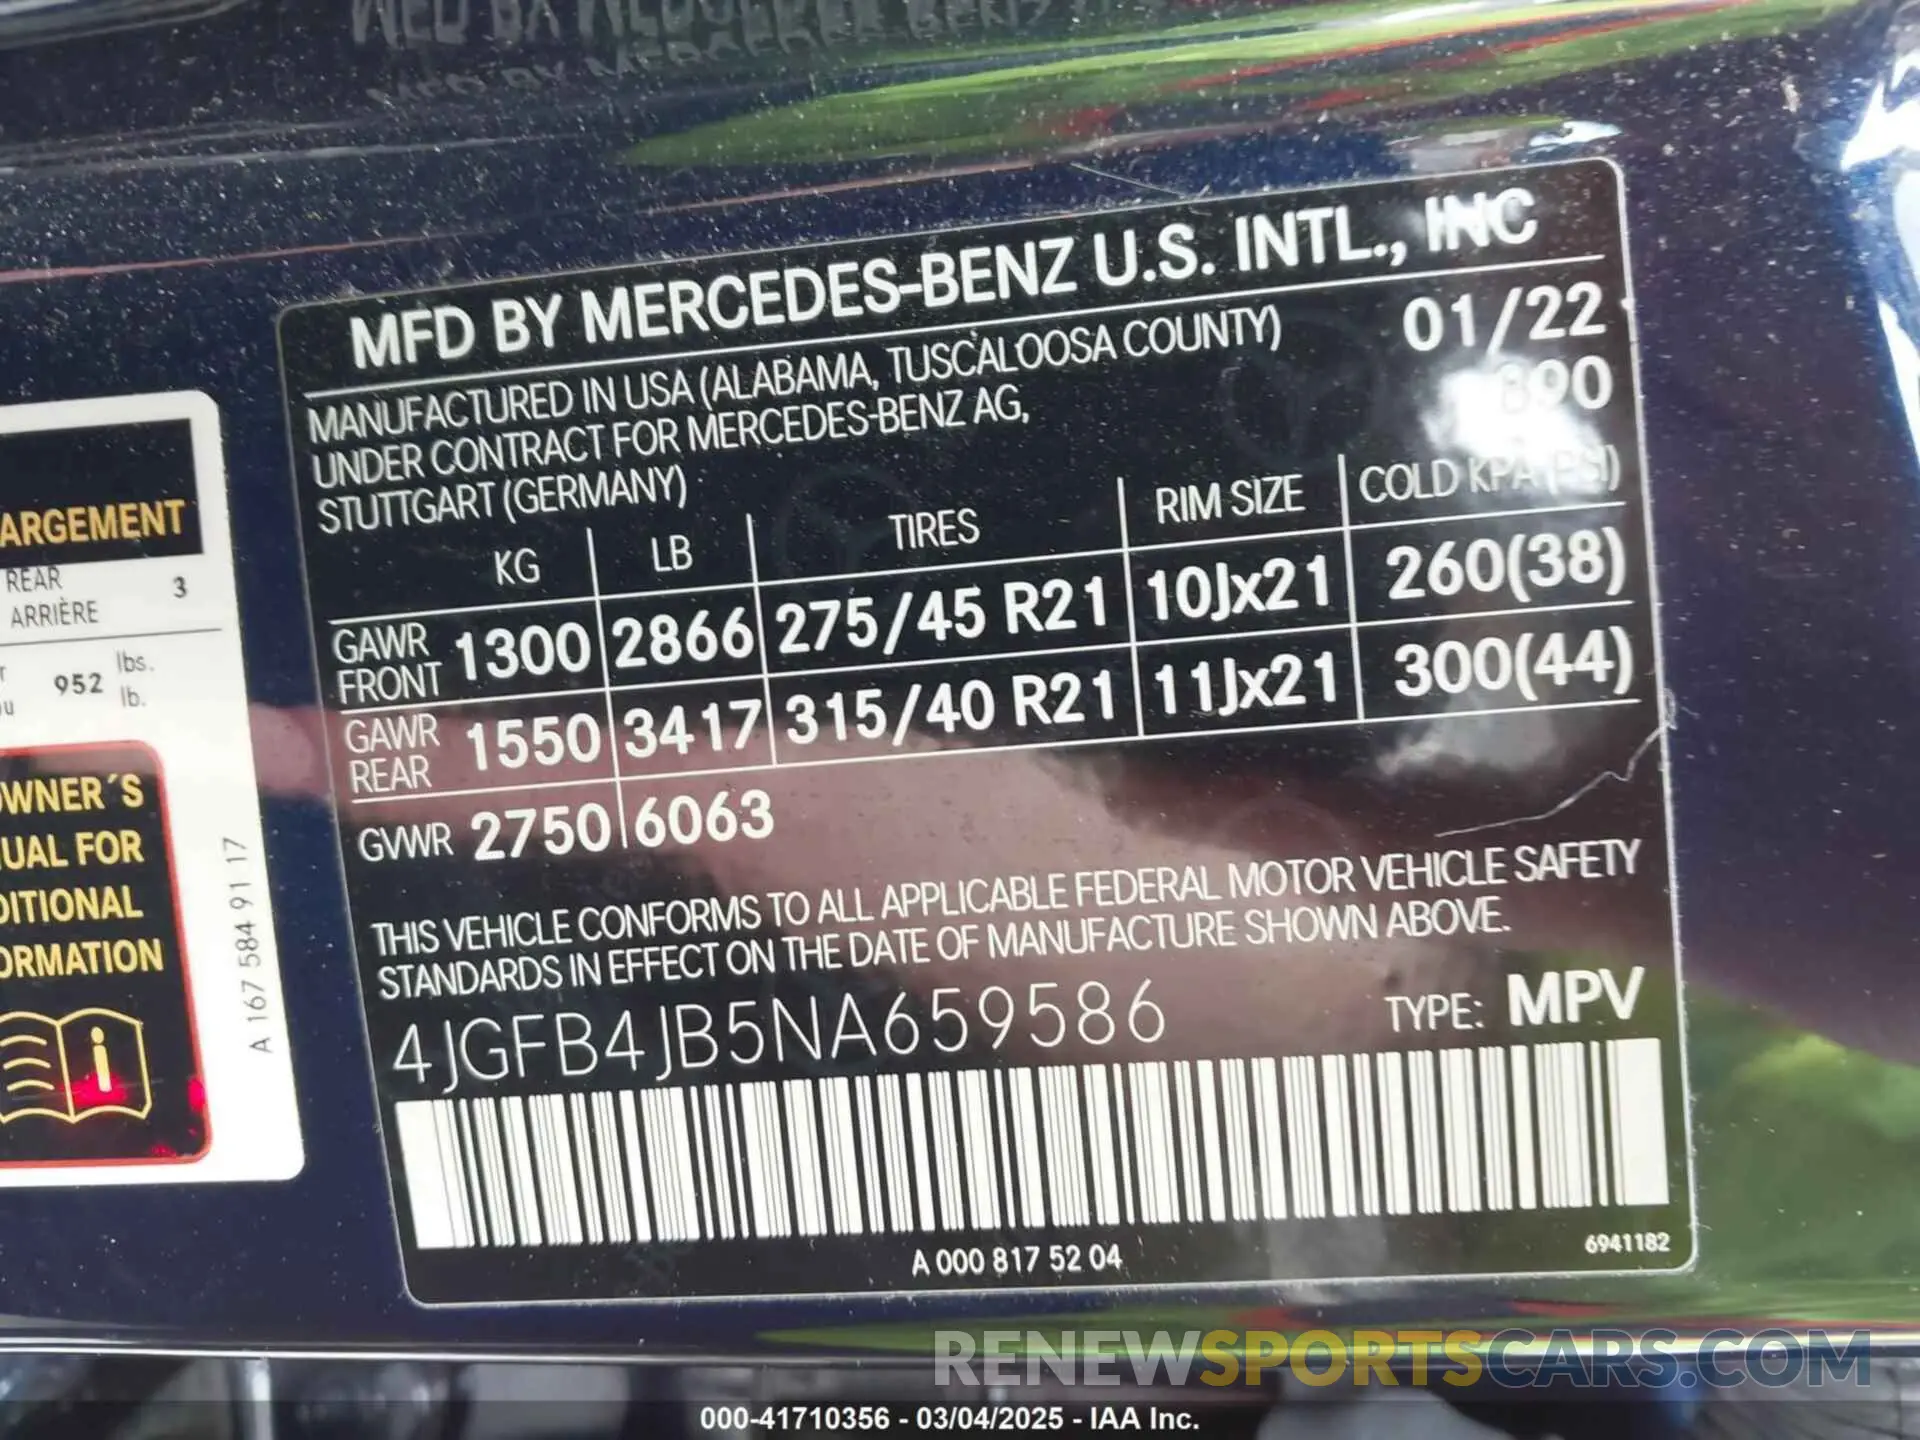 MFD BY MERCEDES-BENZ U.S. INTL., INC
MANUFACTURED IN USA (ALABAMA, TUSCALOOSA COUNTY) 01/22
UNDER CONTRACT FOR MERCEDES-BENZ AG, 890
STUTTGART (GERMANY)
KG LB TIRES RIM SIZE COLD KPA (PSI)
GAWR FRONT 1300 2866 275/45 R21 10Jx21 260(38)
GAWR REAR 1550 3417 315/40 R21 11Jx21 300(44)
GVWR 2750 6063
THIS VEHICLE CONFORMS TO ALL APPLICABLE FEDERAL MOTOR VEHICLE SAFETY
STANDARDS IN EFFECT ON THE DATE OF MANUFACTURE SHOWN ABOVE.
4JGFB4JB5NA659586 TYPE: MPV
A 000 817 52 04
6941182
ARGEMENT
REAR 3
ARRIÈRE
952 lbs.
lb.
OWNER´S
UAL FOR
DITIONAL
ORMATION
A 167 584 91 17
RENEWSPORTSCARS.COM
000-41710356 - 03/04/2025 - IAA Inc.